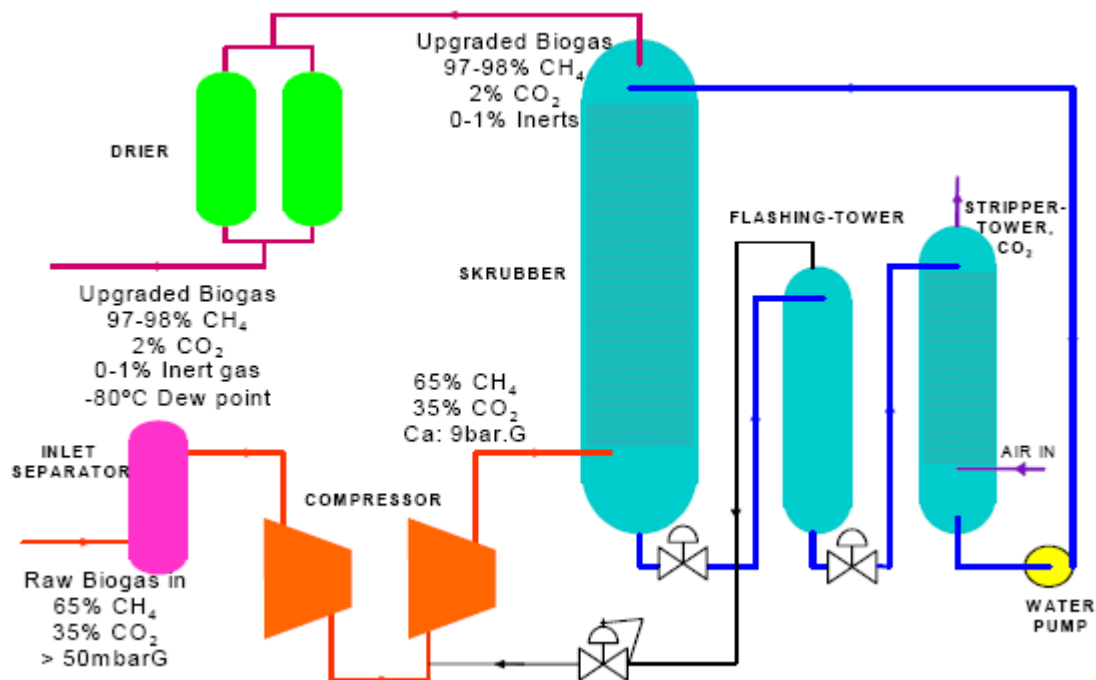 Upgraded Biogas
97-98% CH₄
2% CO₂
0-1% Inerts
DRIER
FLASHING-TOWER
STRIPPER-
TOWER,
CO₂
SKRUBBER
Upgraded Biogas
97-98% CH₄
2% CO₂
0-1% Inert gas
-80ºC Dew point
65% CH₄
35% CO₂
Ca: 9bar.G
INLET
SEPARATOR
COMPRESSOR
AIR IN
Raw Biogas in
65% CH₄
35% CO₂
> 50mbarG
WATER
PUMP